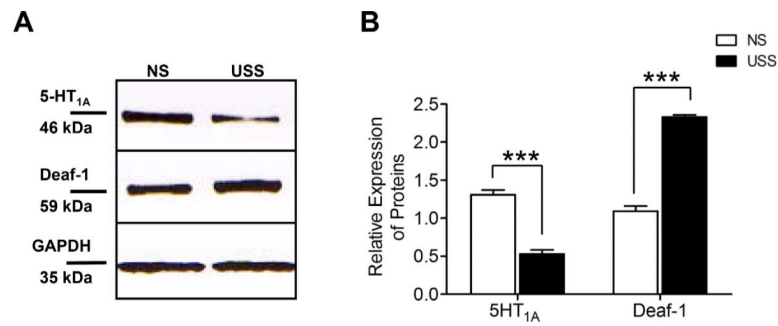 A
NS USS
5-HT1A
46 kDa
Deaf-1
59 kDa
GAPDH
35 kDa
B
NS
USS
Relative Expression
of Proteins
2.5
2.0
1.5
1.0
0.5
0.0
***
***
5HT1A
Deaf-1